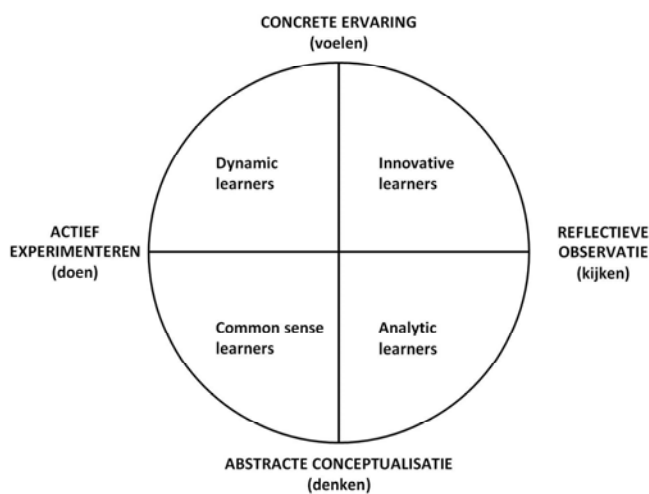 CONCRETE ERVARING
(voelen)
Dynamic
learners
Innovative
learners
ACTIEF
EXPERIMENTEREN
(doen)
REFLECTIEVE
OBSERVATIE
(kijken)
Common sense
learners
Analytic
learners
ABSTRACTE CONCEPTUALISATIE
(denken)